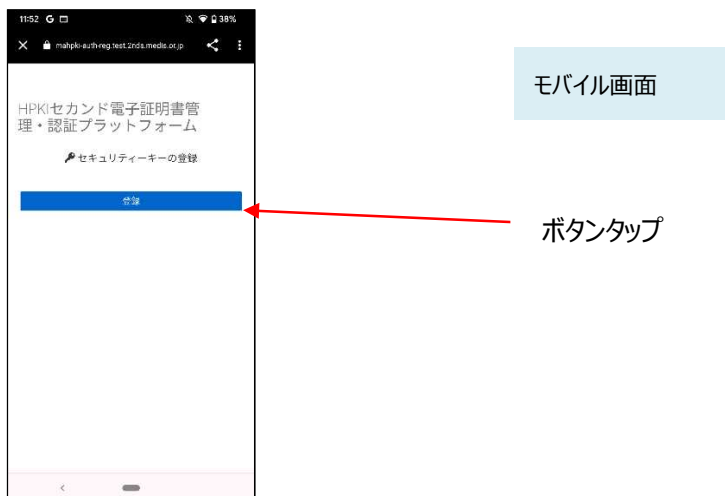 11:52 G 38%
mahpki-auth-reg.test.2nds.medis.or.jp
HPKIセカンド電子証明書管
理・認証プラットフォーム
セキュリティーキーの登録
登録
モバイル画面
ボタンタップ